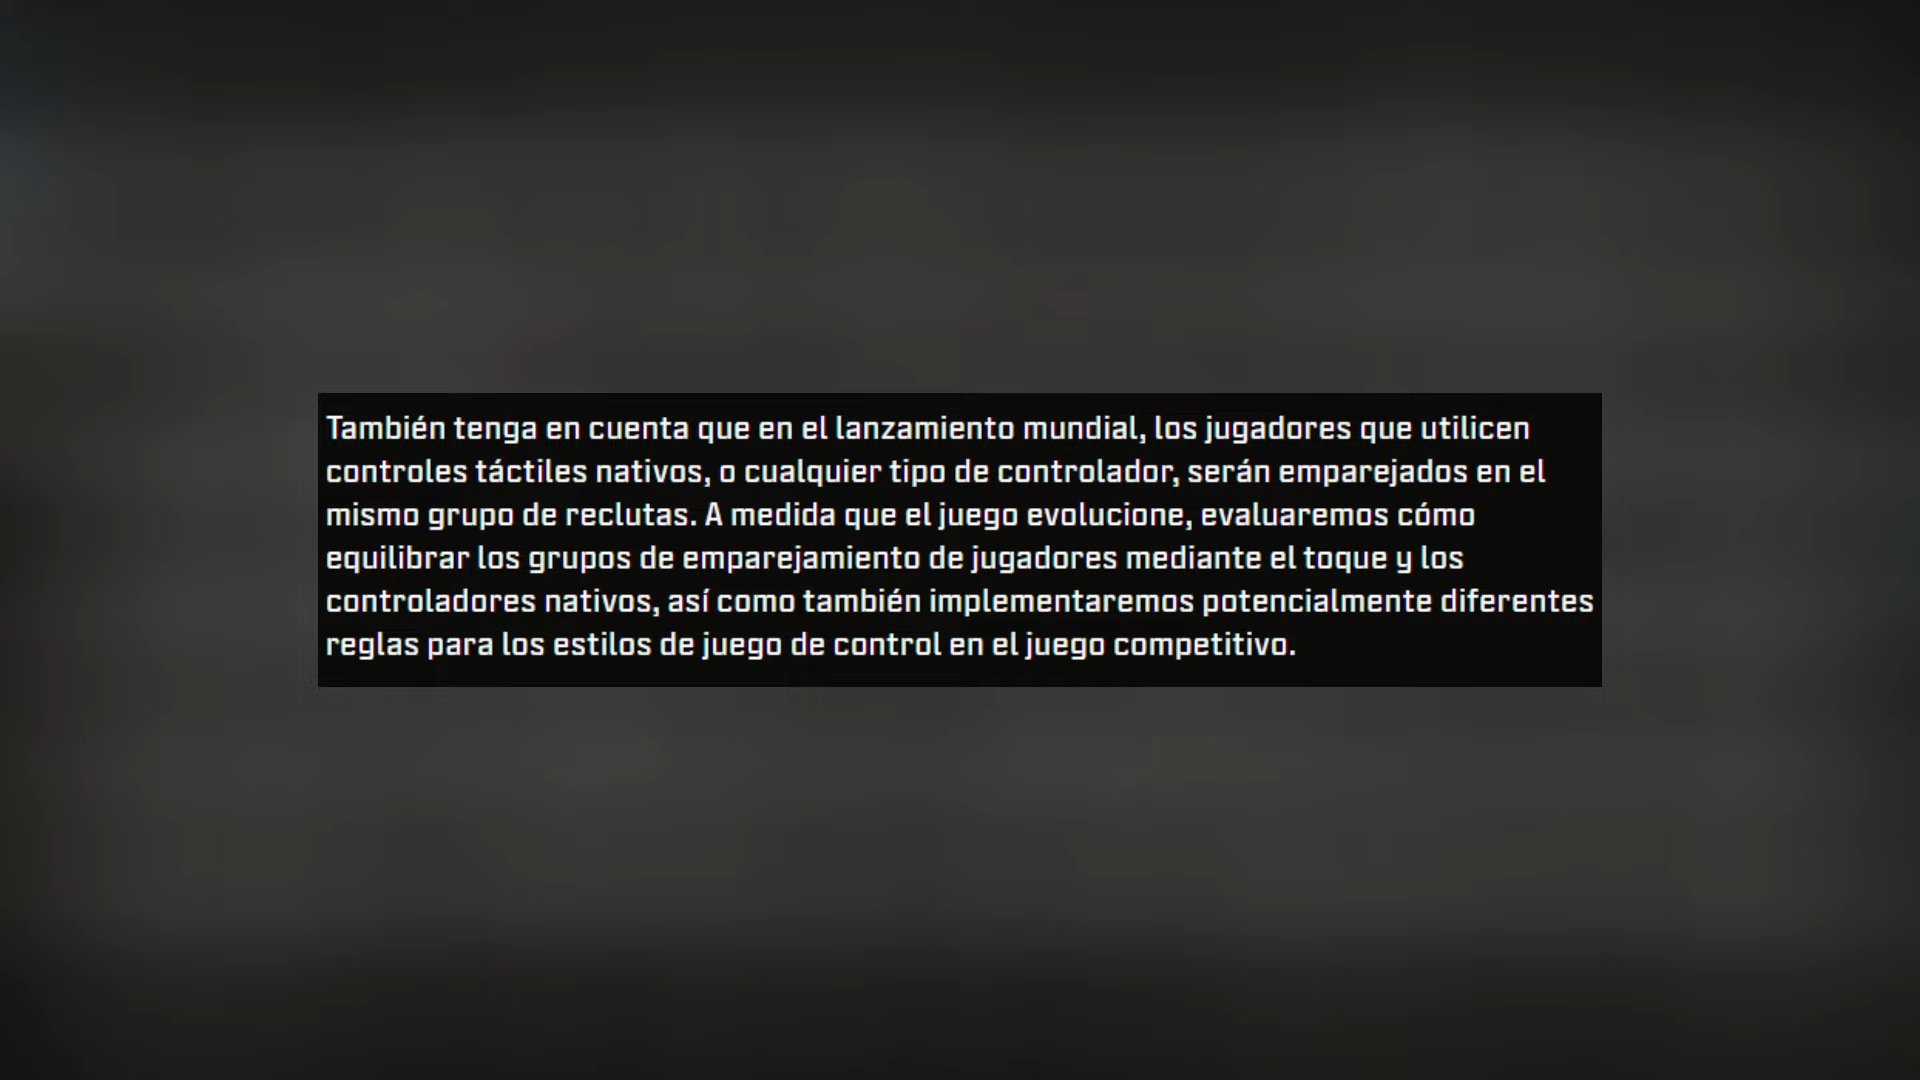 También tenga en cuenta que en el lanzamiento mundial, los jugadores que utilicen
controles táctiles nativos, o cualquier tipo de controlador, serán emparejados en el
mismo grupo de reclutas. A medida que el juego evolucione, evaluaremos cómo
equilibrar los grupos de emparejamiento de jugadores mediante el toque y los
controladores nativos, así como también implementaremos potencialmente diferentes
reglas para los estilos de juego de control en el juego competitivo.